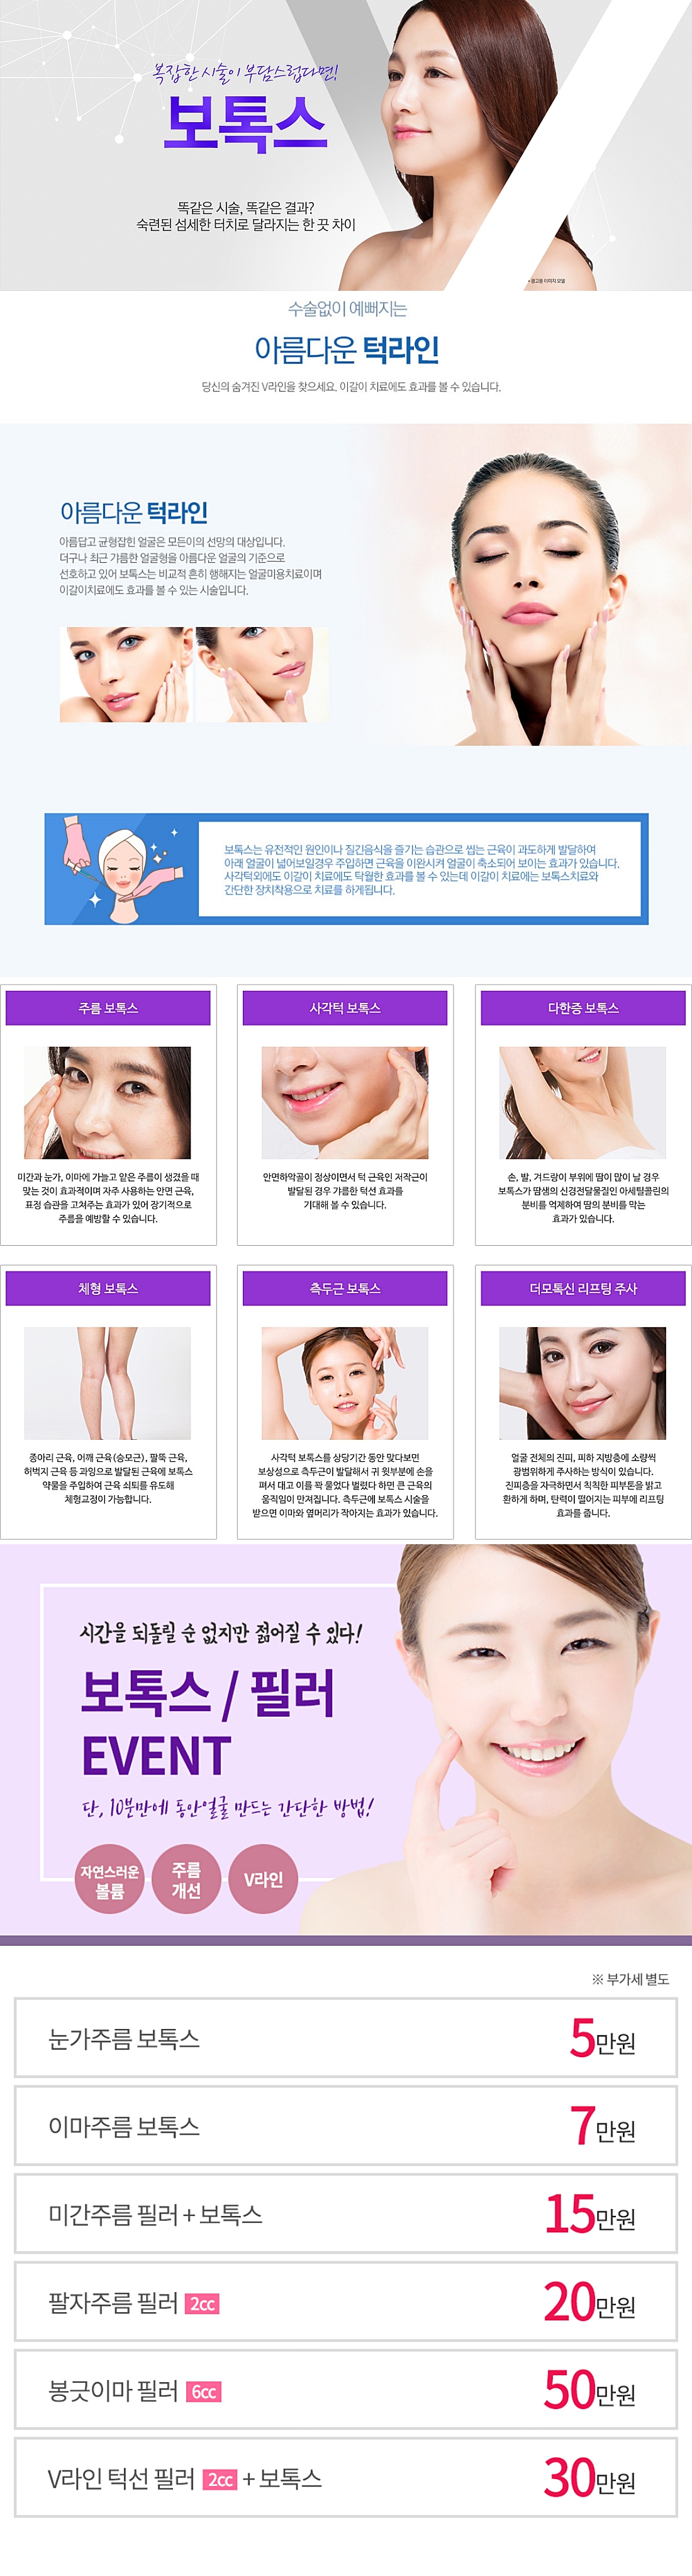 복잡한 시술이 부담스럽다면!
보톡스
똑같은 시술, 똑같은 결과?
숙련된 섬세한 터치로 달라지는 한 끗 차이
* 광고용 이미지 모델
수술없이 예뻐지는
아름다운 턱라인
당신의 숨겨진 V라인을 찾으세요. 이갈이 치료에도 효과를 볼 수 있습니다.
아름다운 턱라인
아름답고 균형잡힌 얼굴은 모든이의 선망의 대상입니다.
더구나 최근 갸름한 얼굴형을 아름다운 얼굴의 기준으로
선호하고 있어 보톡스는 비교적 흔히 행해지는 얼굴미용치료이며
이갈이치료에도 효과를 볼 수 있는 시술입니다.
보톡스는 유전적인 원인이나 질긴음식을 즐기는 습관으로 씹는 근육이 과도하게 발달하여
아래 얼굴이 넓어보일경우 주입하면 근육을 이완시켜 얼굴이 축소되어 보이는 효과가 있습니다.
사각턱외에도 이갈이 치료에도 탁월한 효과를 볼 수 있는데 이갈이 치료에는 보톡스치료와
간단한 장치착용으로 치료를 하게됩니다.
주름 보톡스
미간과 눈가, 이마에 가늘고 얕은 주름이 생겼을 때
맞는 것이 효과적이며 자주 사용하는 안면 근육,
표정 습관을 고쳐주는 효과가 있어 장기적으로
주름을 예방할 수 있습니다.
사각턱 보톡스
안면하악골이 정상이면서 턱 근육인 저작근이
발달된 경우 갸름한 턱선 효과를
기대해 볼 수 있습니다.
다한증 보톡스
손, 발, 겨드랑이 부위에 땀이 많이 날 경우
보톡스가 땀샘의 신경전달물질인 아세틸콜린의
분비를 억제하여 땀의 분비를 막는
효과가 있습니다.
체형 보톡스
종아리 근육, 어깨 근육(승모근), 팔뚝 근육,
허벅지 근육 등 과잉으로 발달된 근육에 보톡스
약물을 주입하여 근육 쇠퇴를 유도해
체형교정이 가능합니다.
측두근 보톡스
사각턱 보톡스를 상당기간 동안 맞다보면
보상성으로 측두근이 발달해서 귀 윗부분에 손을
펴서 대고 이를 꽉 물었다 벌렸다 하면 큰 근육의
움직임이 만져집니다. 측두근에 보톡스 시술을
받으면 이마와 옆머리가 작아지는 효과가 있습니다.
더모톡신 리프팅 주사
얼굴 전체의 진피, 피하 지방층에 소량씩
광범위하게 주사하는 방식이 있습니다.
진피층을 자극하면서 칙칙한 피부톤을 밝고
환하게 하며, 탄력이 떨어지는 피부에 리프팅
효과를 줍니다.
시간을 되돌릴 순 없지만 젊어질 수 있다!
보톡스 / 필러
EVENT
단, 10분만에 동안얼굴 만드는 간단한 방법!
자연스러운
볼륨
주름
개선
V라인
※ 부가세 별도
눈가주름 보톡스 5만원
이마주름 보톡스 7만원
미간주름 필러 + 보톡스 15만원
팔자주름 필러 2cc 20만원
봉긋이마 필러 6cc 50만원
V라인 턱선 필러 2cc + 보톡스 30만원